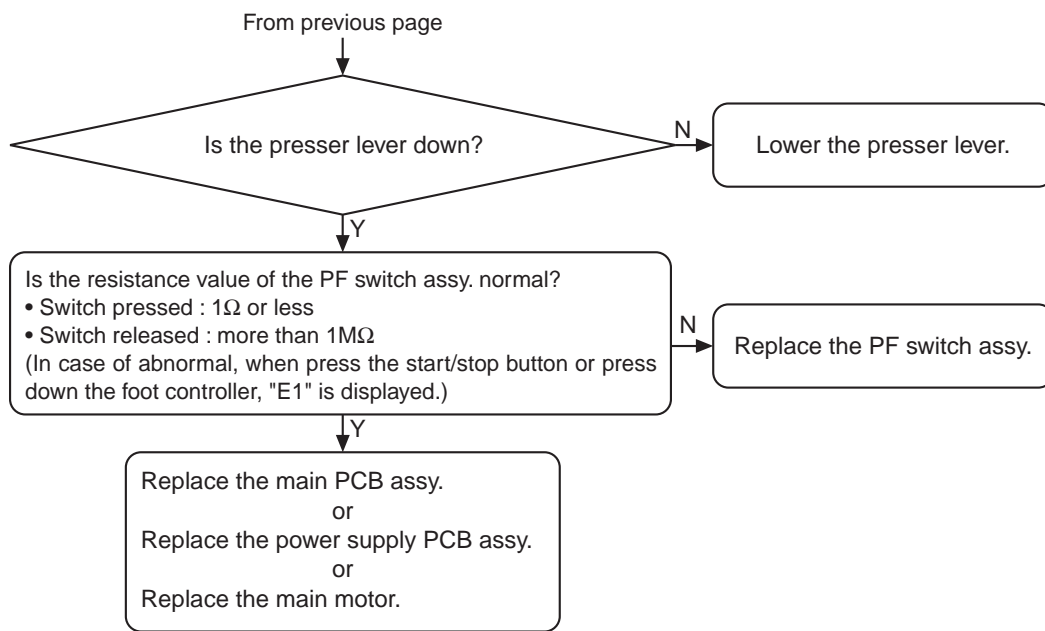 From previous page
Is the presser lever down?
N
Lower the presser lever.
Y
Is the resistance value of the PF switch assy. normal?
• Switch pressed : 1Ω or less
• Switch released : more than 1MΩ
(In case of abnormal, when press the start/stop button or press
down the foot controller, "E1" is displayed.)
N
Replace the PF switch assy.
Y
Replace the main PCB assy.
or
Replace the power supply PCB assy.
or
Replace the main motor.